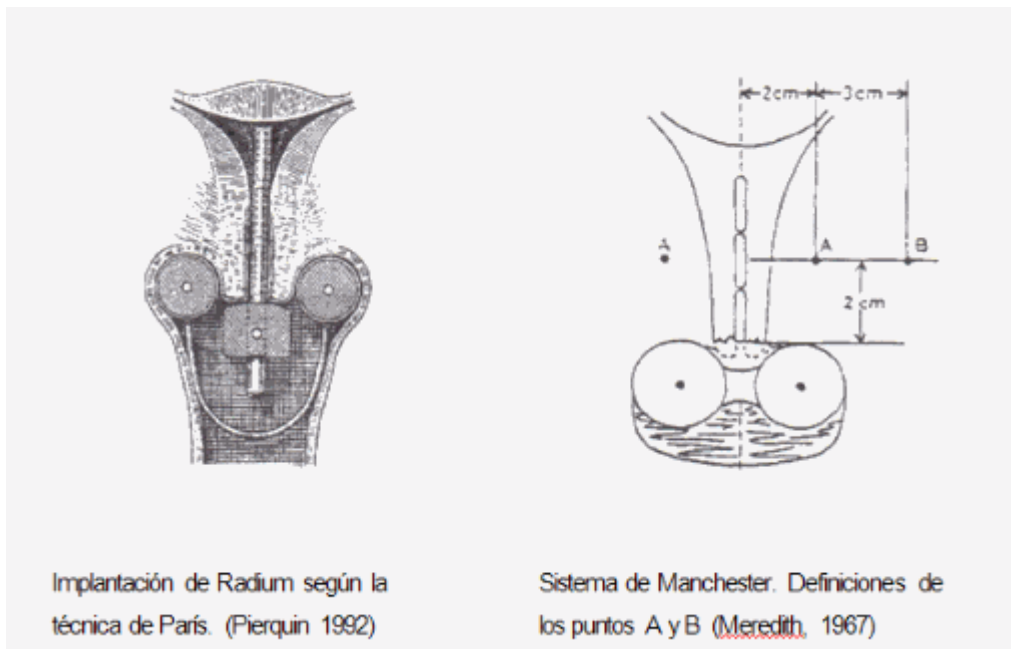 2cm 3cm
A A B
2 cm
Implantación de Radium según la
técnica de París. (Pierquin 1992)
Sistema de Manchester. Definiciones de
los puntos A y B (Meredith, 1967)